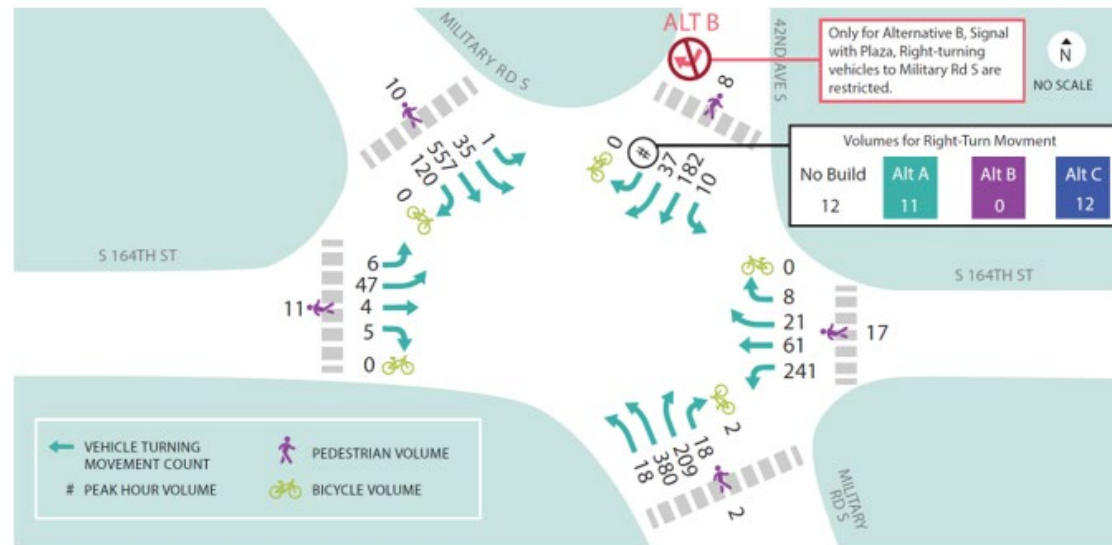 ALT B
MILITARY RD S
42ND AVE S
Only for Alternative B, Signal
with Plaza, Right-turning
vehicles to Military Rd S are
restricted.
N
NO SCALE
10
8
Volumes for Right-Turn Movment
No Build
Alt A
Alt B
Alt C
12
11
0
12
1
35
557
120
0
0
#
37
182
10
S 164TH ST
S 164TH ST
6
47
4
5
0
11
0
8
21
61
241
17
18
380
209
18
2
2
VEHICLE TURNING
MOVEMENT COUNT
PEDESTRIAN VOLUME
# PEAK HOUR VOLUME
BICYCLE VOLUME
MILITARY
RD S